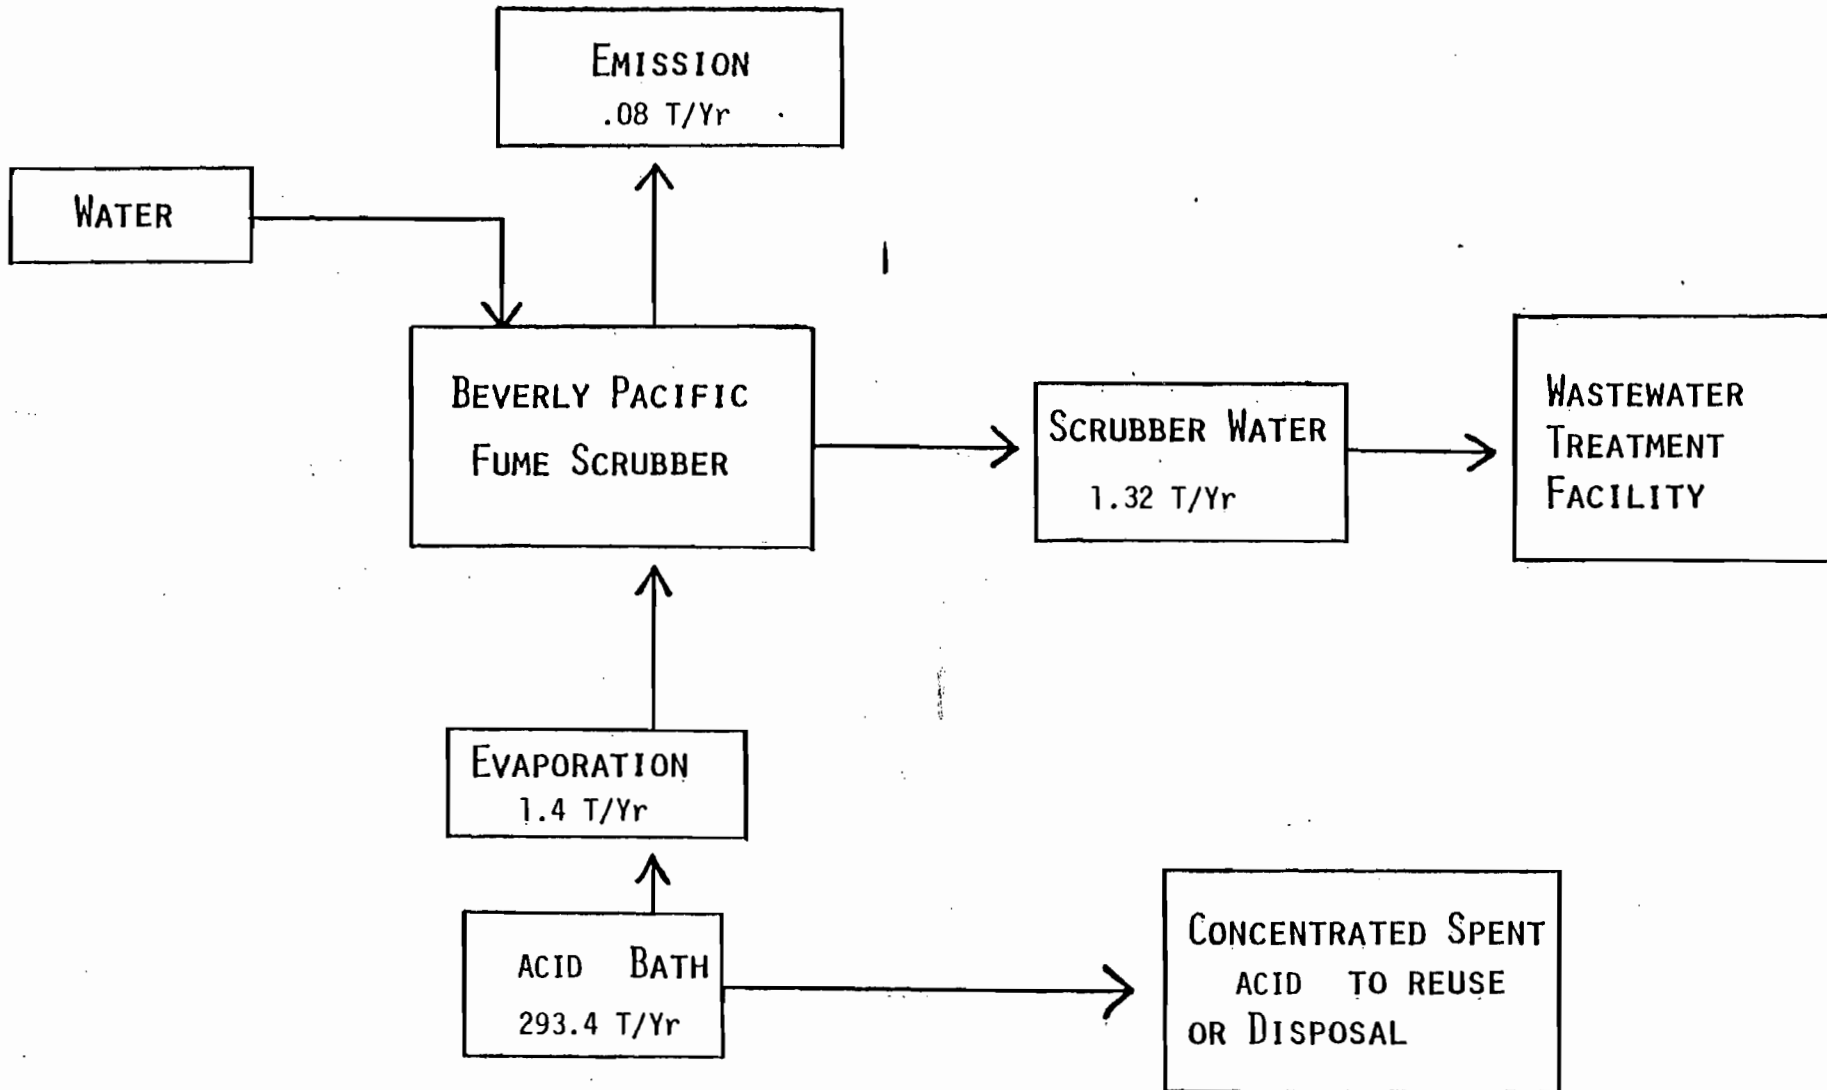 EMISSION
.08 T/Yr
WATER
BEVERLY PACIFIC
FUME SCRUBBER
SCRUBBER WATER
1.32 T/Yr
WASTEWATER
TREATMENT
FACILITY
EVAPORATION
1.4 T/Yr
ACID BATH
293.4 T/Yr
CONCENTRATED SPENT
ACID TO REUSE
OR DISPOSAL